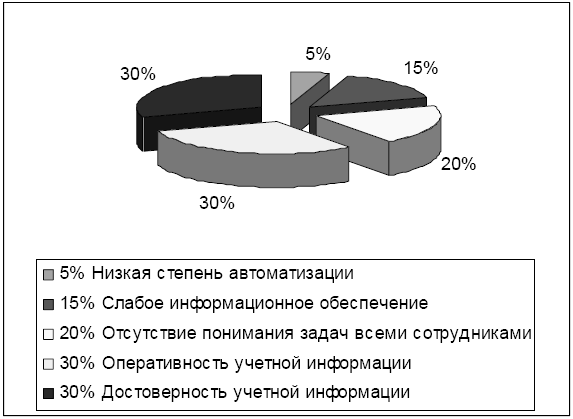 5%
15%
20%
30%
30%
5% Низкая степень автоматизации
15% Слабое информационное обеспечение
20% Отсутствие понимания задач всеми сотрудниками
30% Оперативность учетной информации
30% Достоверность учетной информации